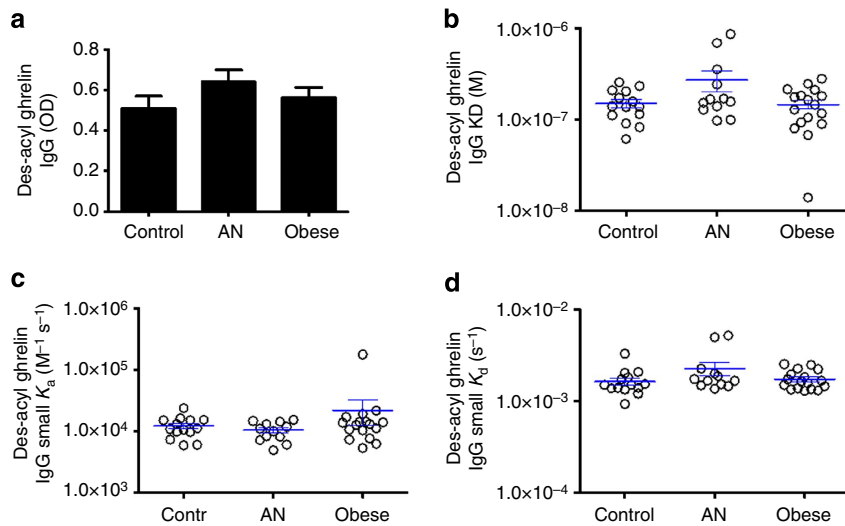 a
Des-acyl ghrelin
IgG (OD)
0.8
0.6
0.4
0.2
0.0
Control AN Obese
b
Des-acyl ghrelin
IgG KD (M)
1.0×10⁻⁶
1.0×10⁻⁷
1.0×10⁻⁸
Control AN Obese
c
Des-acyl ghrelin
IgG small Kₐ (M⁻¹ s⁻¹)
1.0×10⁶
1.0×10⁵
1.0×10⁴
1.0×10³
Contr AN Obese
d
Des-acyl ghrelin
IgG small K_d (s⁻¹)
1.0×10⁻²
1.0×10⁻³
1.0×10⁻⁴
Control AN Obese